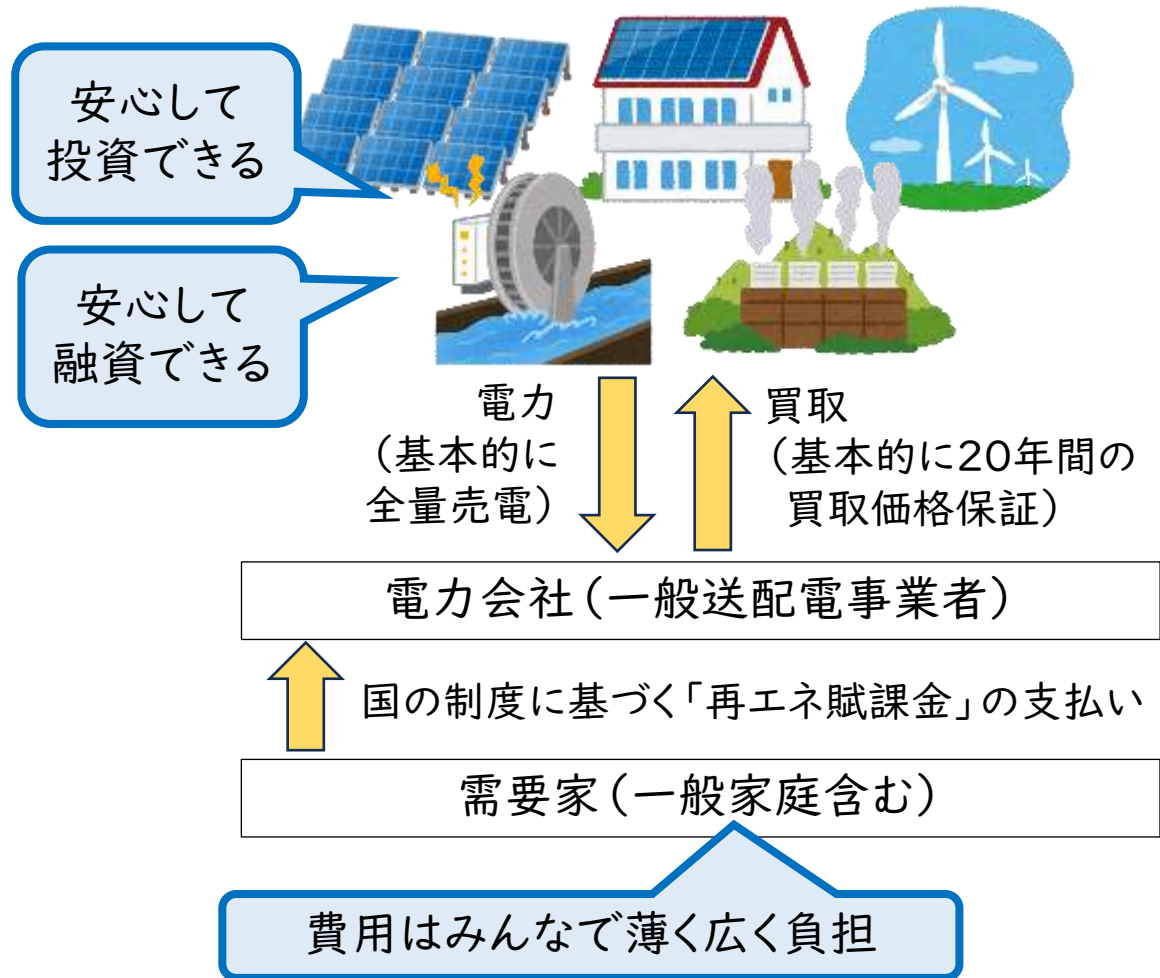 安心して
投資できる
安心して
融資できる
電力
（基本的に
全量売電）
買取
（基本的に20年間の
買取価格保証）
電力会社（一般送配電事業者）
国の制度に基づく「再エネ賦課金」の支払い
需要家（一般家庭含む）
費用はみんなで薄く広く負担